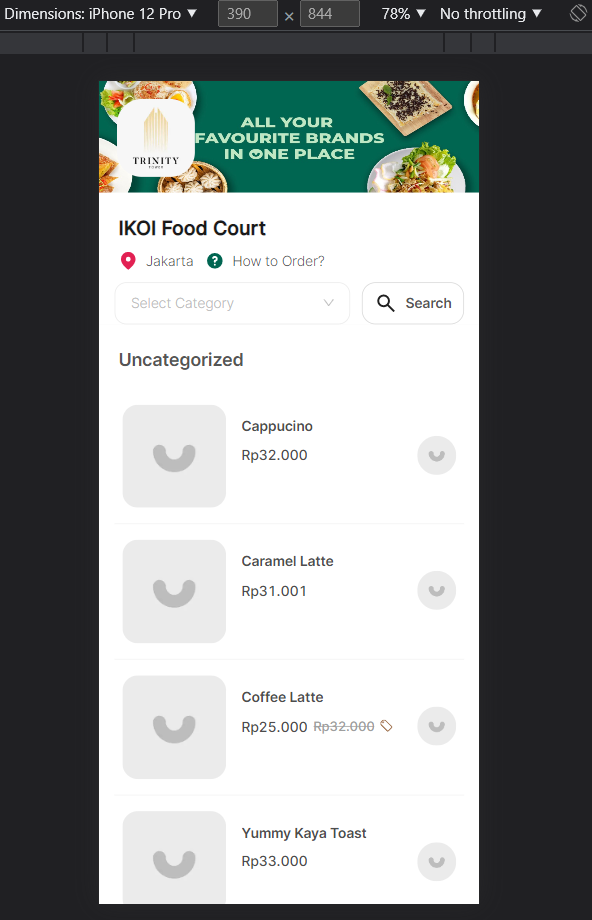 Dimensions: iPhone 12 Pro ▼ 390 × 844 78% ▼ No throttling ▼
ALL YOUR
FAVOURITE BRANDS
IN ONE PLACE
TRINITY
TOWER
IKOI Food Court
Jakarta ? How to Order?
Select Category Search
Uncategorized
Cappucino
Rp32.000
Caramel Latte
Rp31.001
Coffee Latte
Rp25.000 Rp32.000
Yummy Kaya Toast
Rp33.000